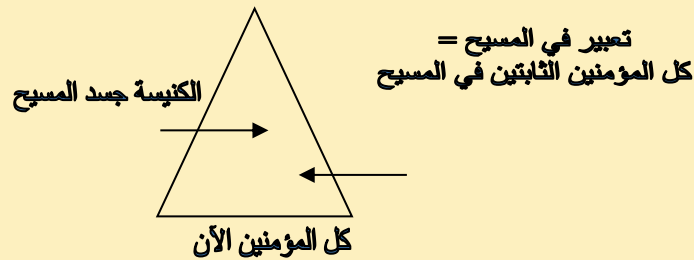 تعبير في المسيح =
كل المؤمنين الثابتين في المسيح
الكنيسة جسد المسيح
كل المؤمنين الآن